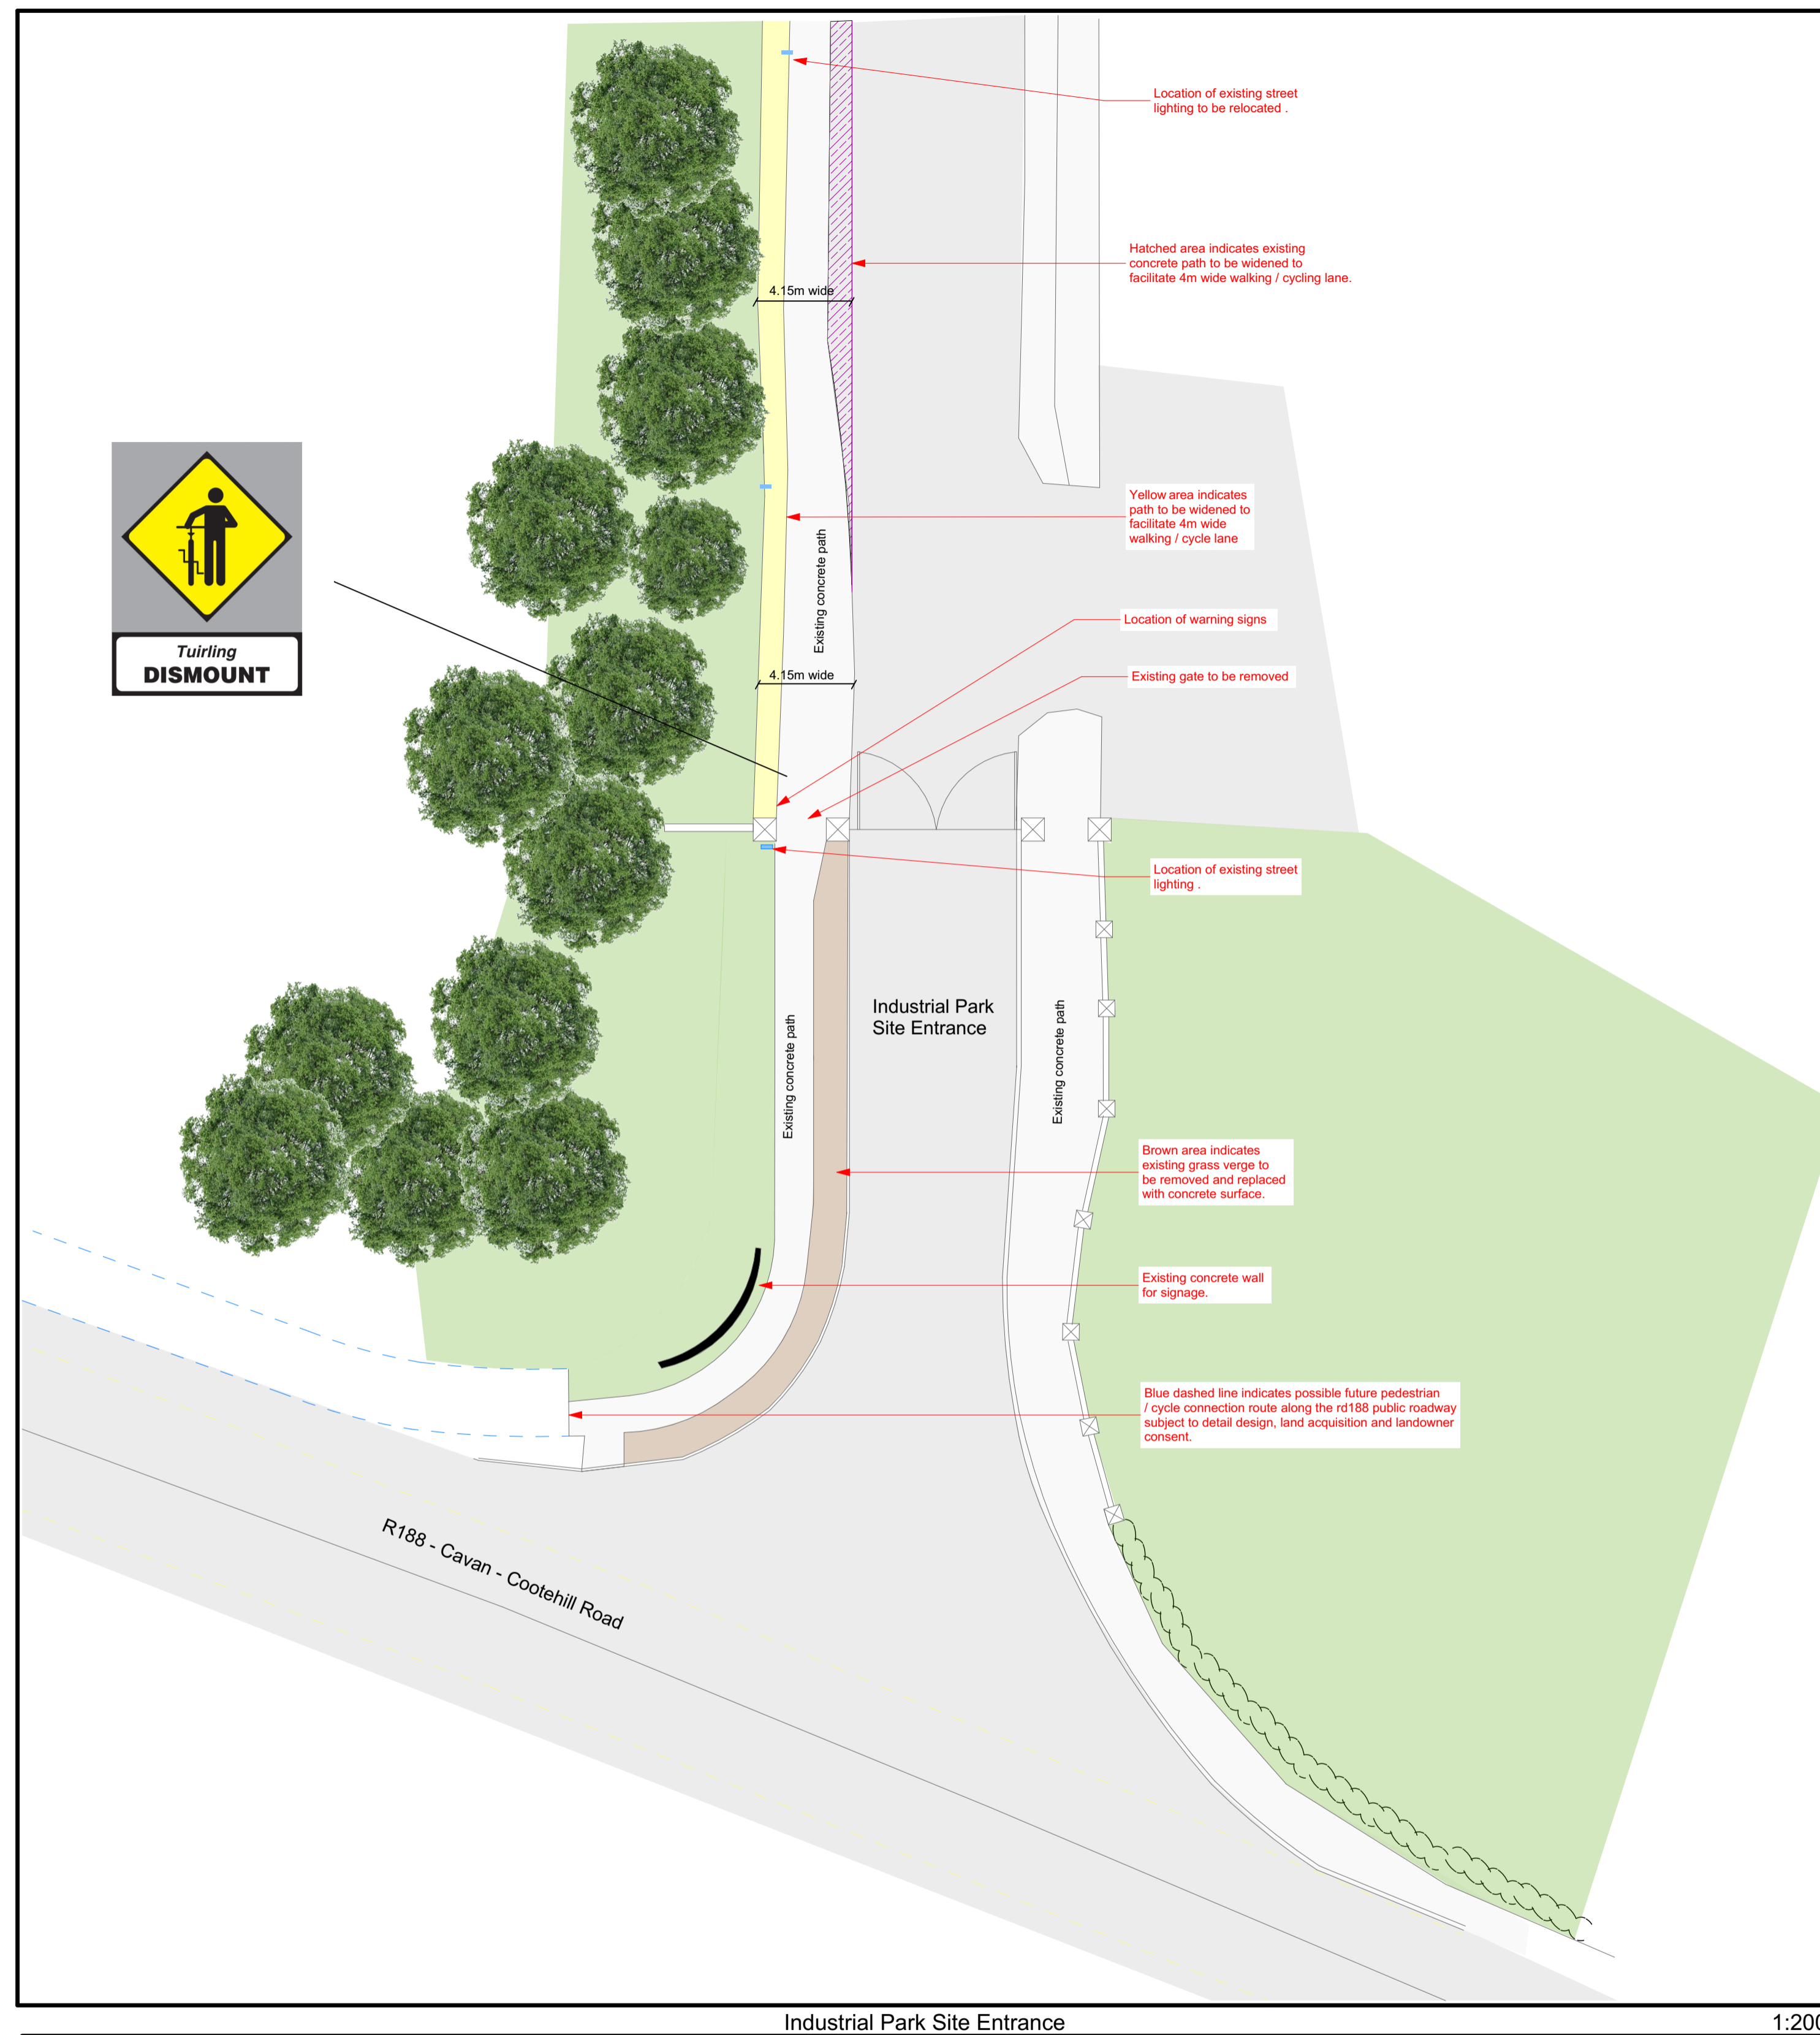 Location of existing street
lighting to be relocated .
Hatched area indicates existing
concrete path to be widened to
facilitate 4m wide walking / cycling lane.
4.15m wide
Yellow area indicates
path to be widened to
facilitate 4m wide
walking / cycle lane
Existing concrete path
Location of warning signs
Tuirling
DISMOUNT
4.15m wide
Existing gate to be removed
Location of existing street
lighting .
Industrial Park
Site Entrance
Existing concrete path
Existing concrete path
Brown area indicates
existing grass verge to
be removed and replaced
with concrete surface.
Existing concrete wall
for signage.
Blue dashed line indicates possible future pedestrian
/ cycle connection route along the rd188 public roadway
subject to detail design, land acquisition and landowner
consent.
R188 - Cavan - Cootehill Road
Industrial Park Site Entrance